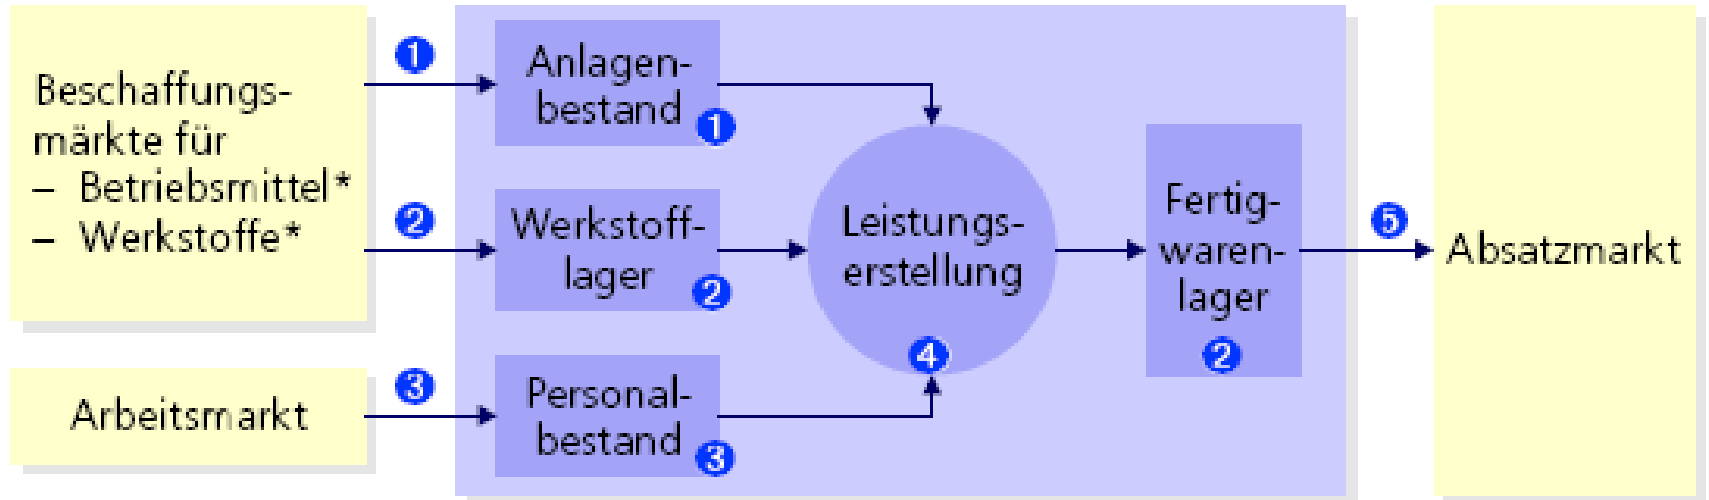 Beschaffungs-
märkte für
– Betriebsmittel*
– Werkstoffe*
Arbeitsmarkt
1
2
3
Anlagen-
bestand
1
Werkstoff-
lager
2
Personal-
bestand
3
Leistungs-
erstellung
4
Fertig-
waren-
lager
2
5
Absatzmarkt